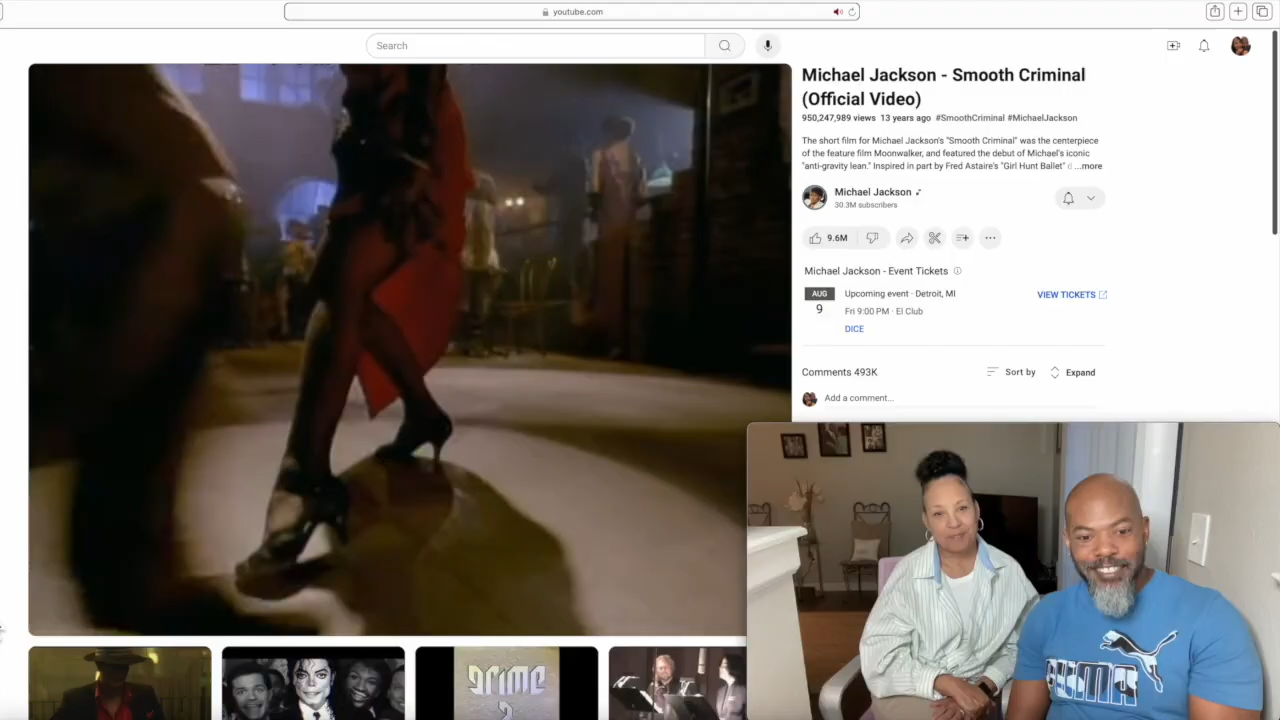 youtube.com
Search
Michael Jackson - Smooth Criminal
(Official Video)
950,247,989 views 13 years ago #SmoothCriminal #MichaelJackson
The short film for Michael Jackson's "Smooth Criminal" was the centerpiece
of the feature film Moonwalker, and featured the debut of Michael's iconic
"anti-gravity lean." Inspired in part by Fred Astaire's "Girl Hunt Ballet" ...more
Michael Jackson
30.3M subscribers
9.6M
Michael Jackson - Event Tickets
AUG
9
Upcoming event · Detroit, MI
Fri 9:00 PM · El Club
DICE
VIEW TICKETS
Comments 493K
Sort by
Expand
Add a comment...
PUMA